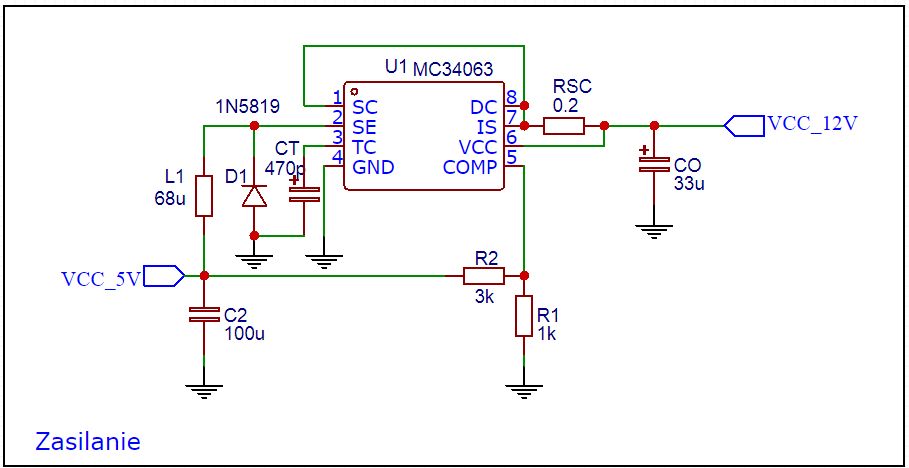 U1 MC34063
RSC
0.2
1N5819
1 SC
DC 8
2 SE
IS 7
3 TC
VCC 6
4 GND
COMP 5
VCC_12V
CT
470p
+
+
CO
33u
L1
68u
D1
VCC_5V
R2
3k
C2
100u
R1
1k
Zasilanie